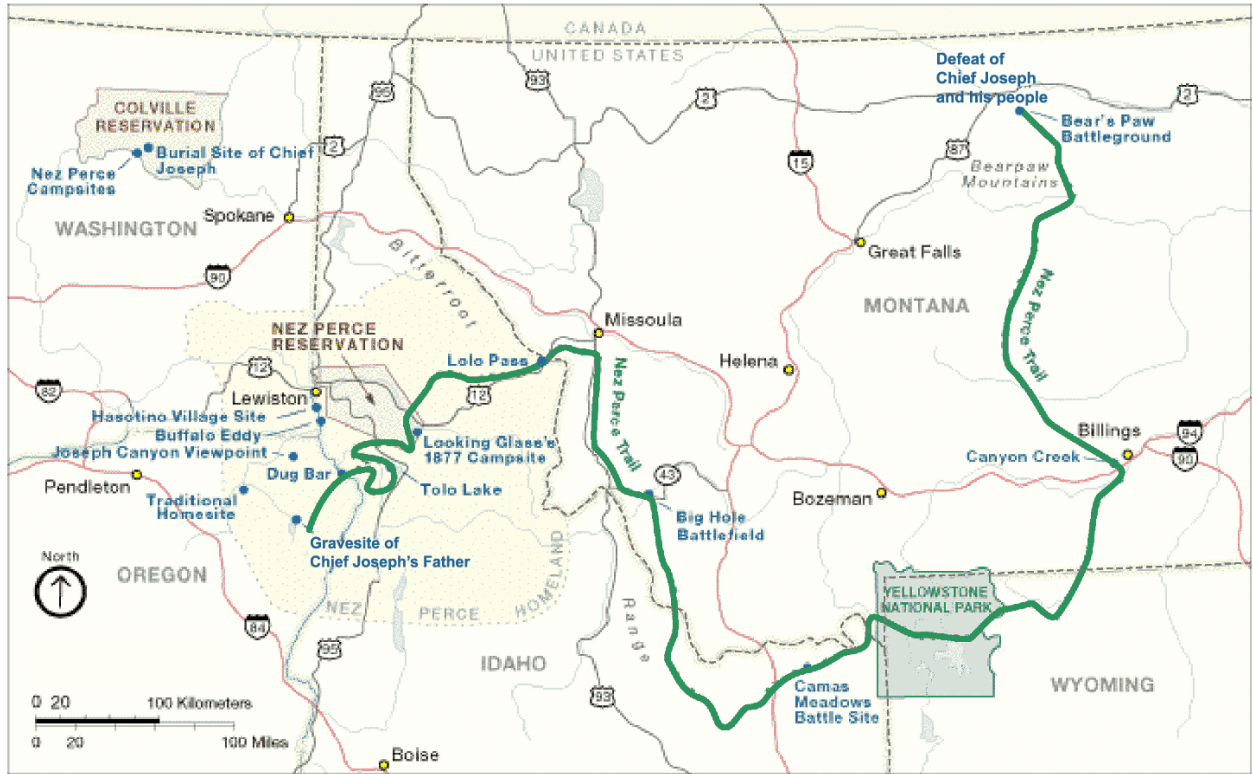 CANADA
UNITED STATES
Defeat of
Chief Joseph
and his people
95
93
2
2
COLVILLE
RESERVATION
Bear's Paw
Battleground
2
87
15
Burial Site of Chief
Joseph
Nez Perce
Campsites
Bearpaw
Mountains
WASHINGTON
Spokane
Bitterroot
Great Falls
90
MONTANA
Nez Perce Trail
NEZ PERCE
RESERVATION
Missoula
Lolo Pass
Helena
12
82
Lewiston
12
Nez Perce Trail
Hasotino Village Site
Buffalo Eddy
Joseph Canyon Viewpoint
Looking Glass's
1877 Campsite
Billings
94
90
Canyon Creek
Dug Bar
43
Pendleton
Tolo Lake
Bozeman
Traditional
Homesite
Big Hole
Battlefield
Gravesite of
Chief Joseph's Father
North
OREGON
NEZ PERCE HOMELAND
YELLOWSTONE
NATIONAL PARK
Range
84
95
IDAHO
93
Camas
Meadows
Battle Site
WYOMING
0 20 100 Kilometers
0 20 100 Miles
Boise